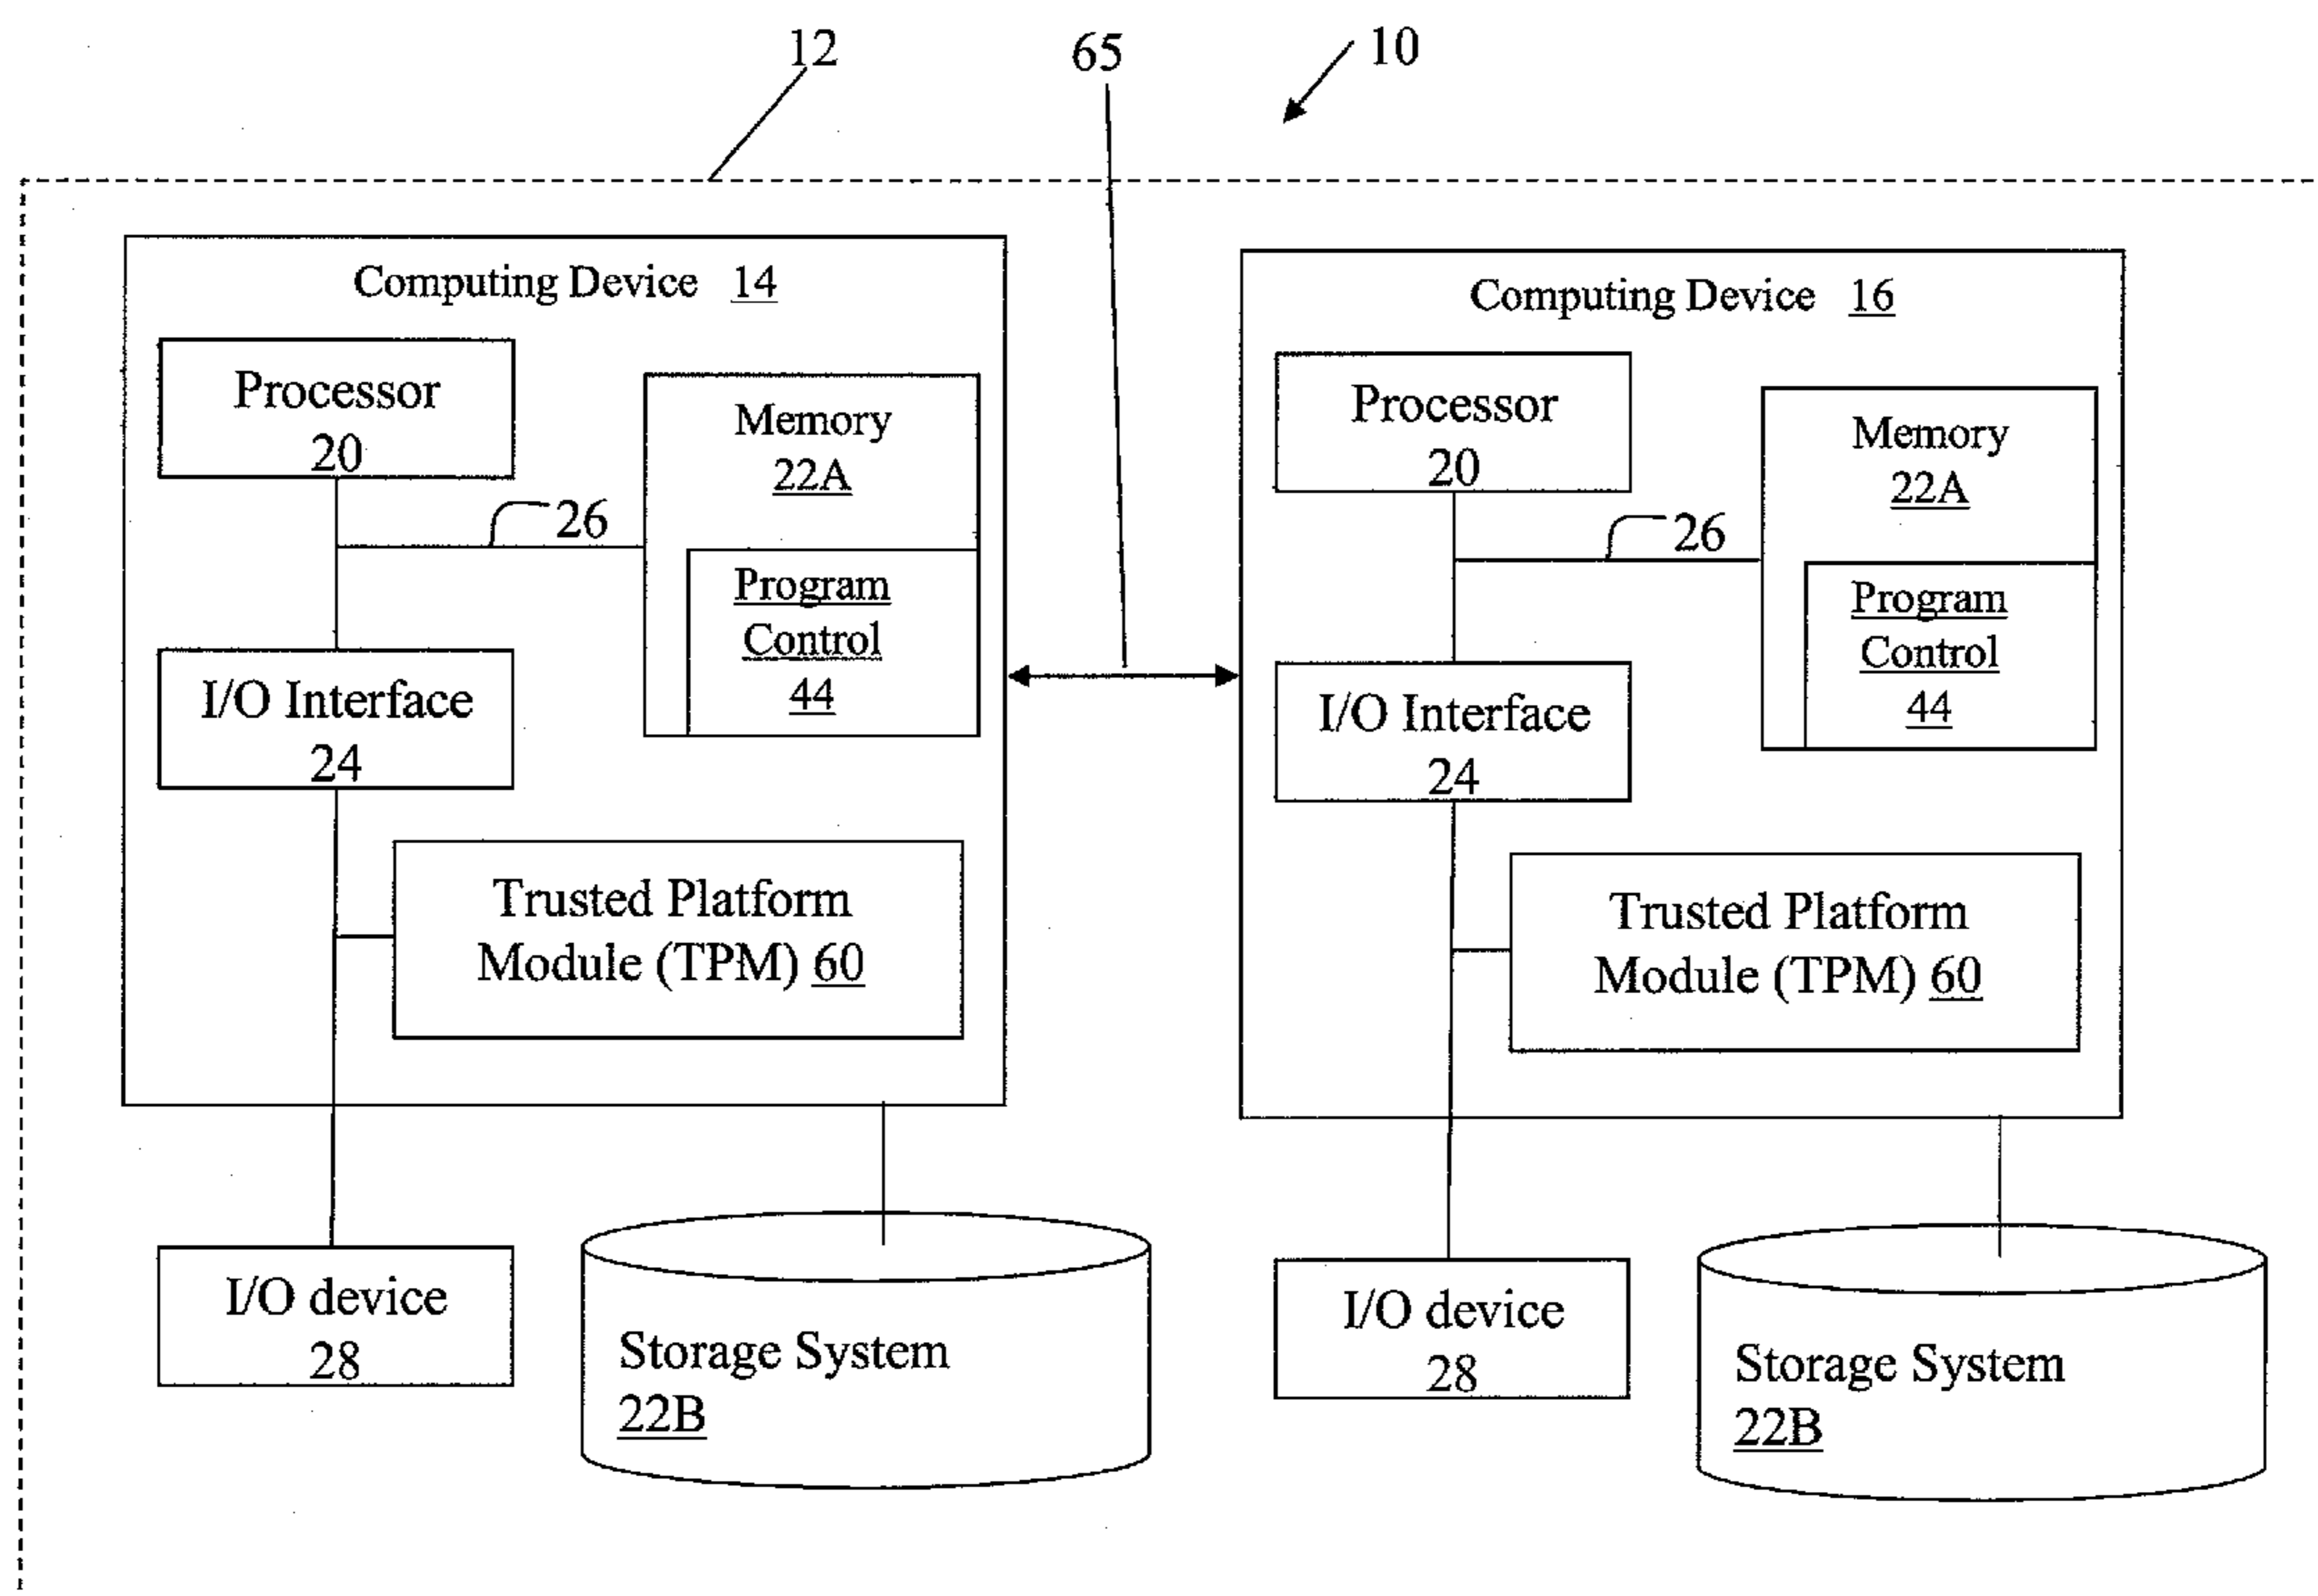 12
65
10
Computing Device 14
Processor
20
Memory
22A
26
Program
Control
44
I/O Interface
24
Trusted Platform
Module (TPM) 60
I/O device
28
Storage System
22B
Computing Device 16
Processor
20
Memory
22A
26
Program
Control
44
I/O Interface
24
Trusted Platform
Module (TPM) 60
I/O device
28
Storage System
22B